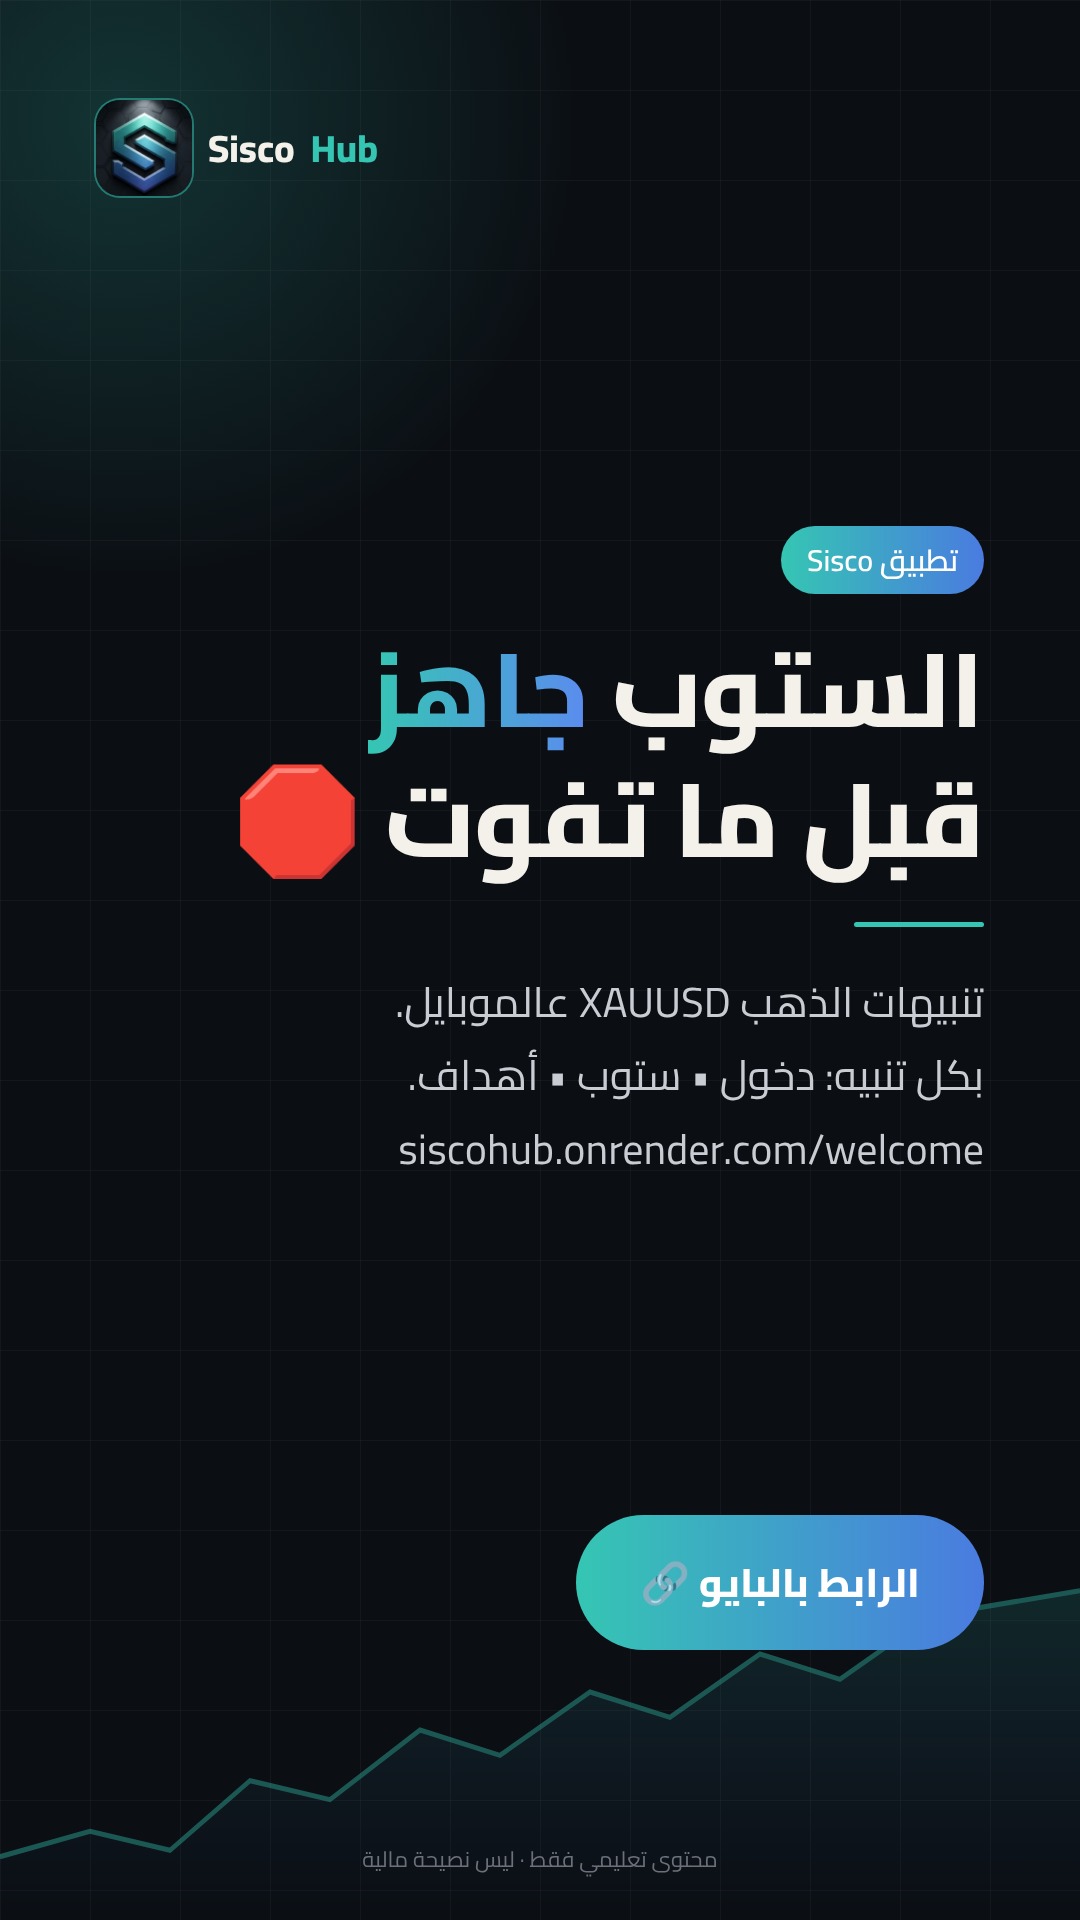 Sisco Hub
تطبيق Sisco
الستوب جاهز
قبل ما تفوت 🛑
تنبيهات الذهب XAUUSD عالموبايل.
بكل تنبيه: دخول ▪ ستوب ▪ أهداف.
siscohub.onrender.com/welcome
الرابط بالبايو 🔗
محتوى تعليمي فقط · ليس نصيحة مالية